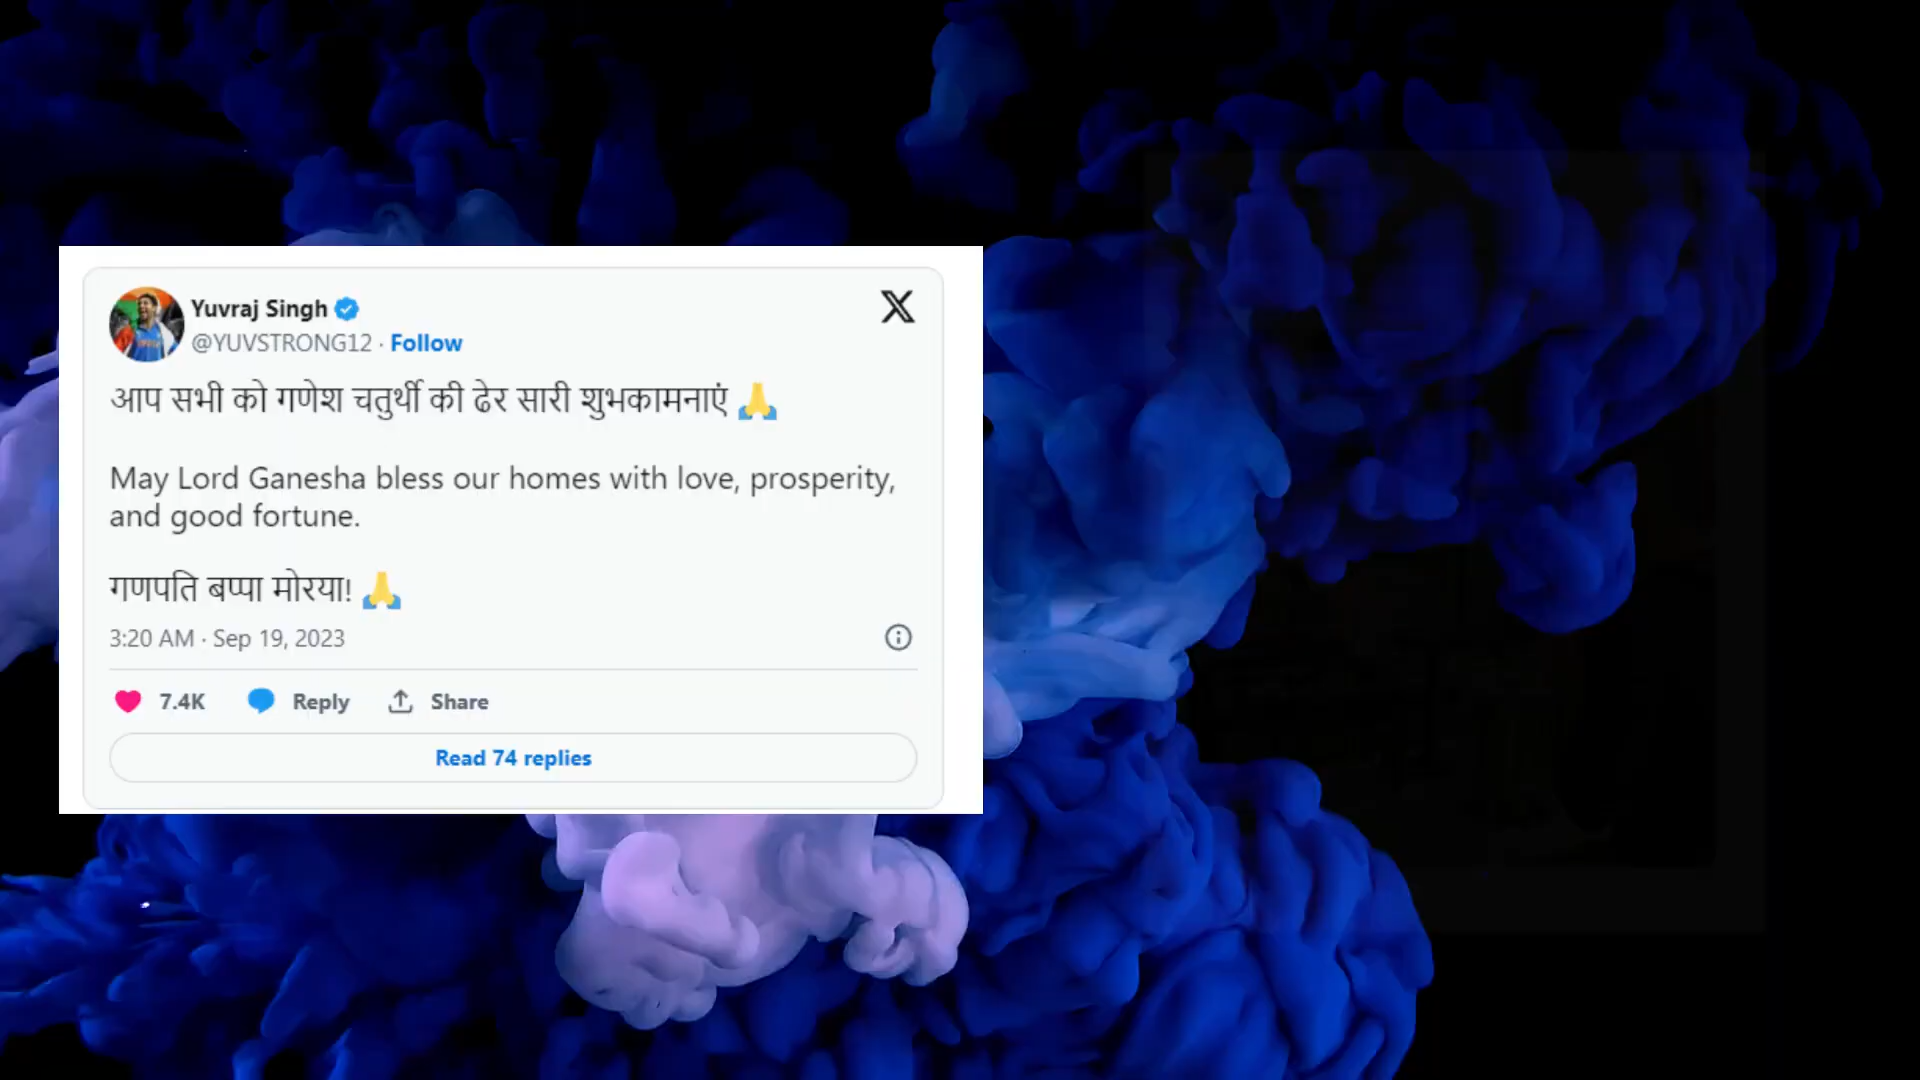 Yuvraj Singh
@YUVSTRONG12 · Follow
आप सभी को गणेश चतुर्थी की ढेर सारी शुभकामनाएं 🙏
May Lord Ganesha bless our homes with love, prosperity,
and good fortune.
गणपति बप्पा मोरया! 🙏
3:20 AM · Sep 19, 2023
7.4K Reply Share
Read 74 replies